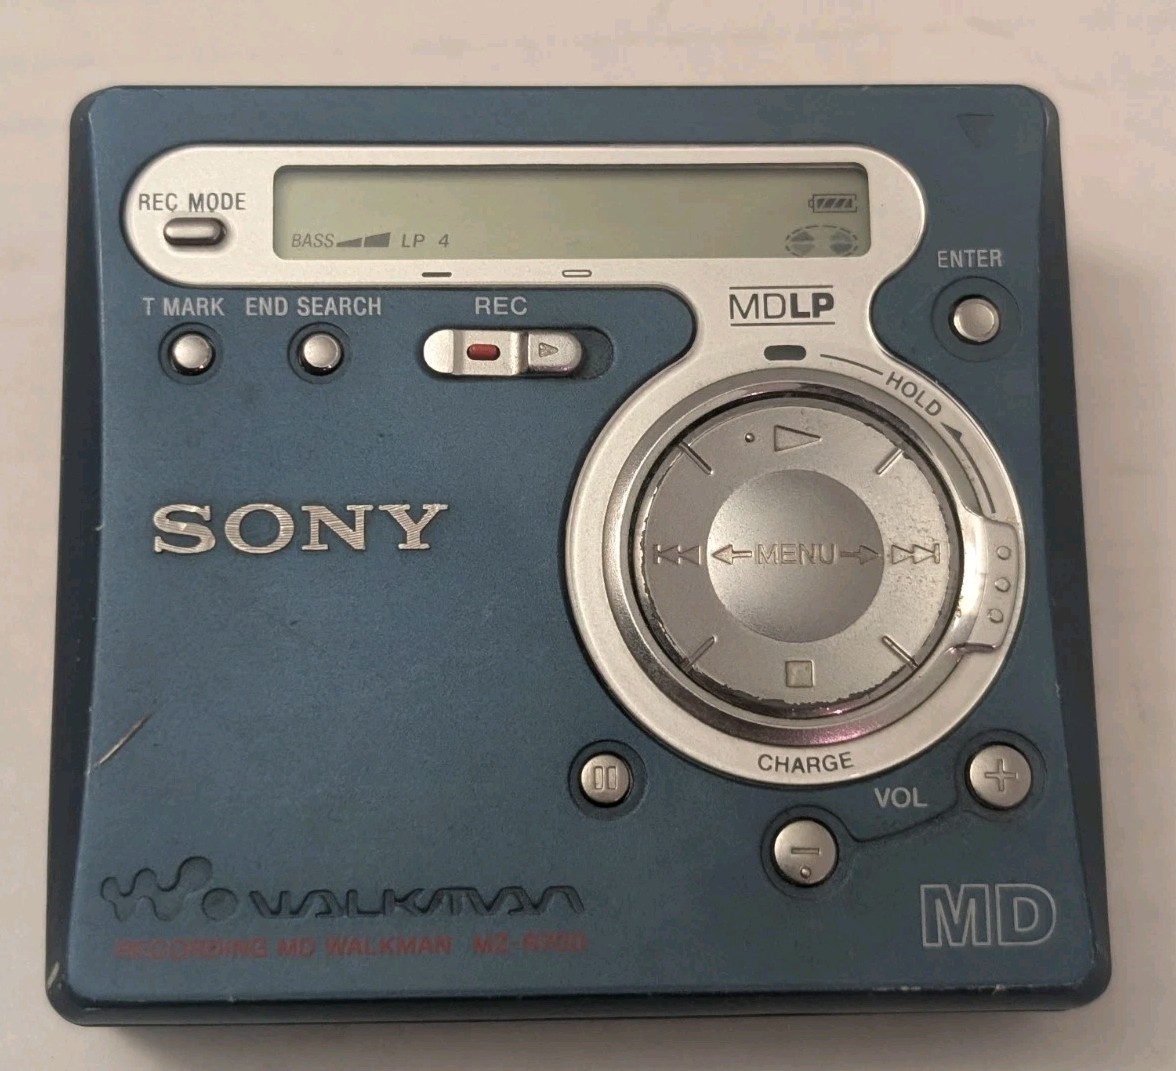 REC MODE
BASS LP 4
ENTER
T MARK END SEARCH REC
MDLP
HOLD
SONY
MENU
CHARGE
VOL
WALKMAN
MD
RECORDING MD WALKMAN MZ-R700